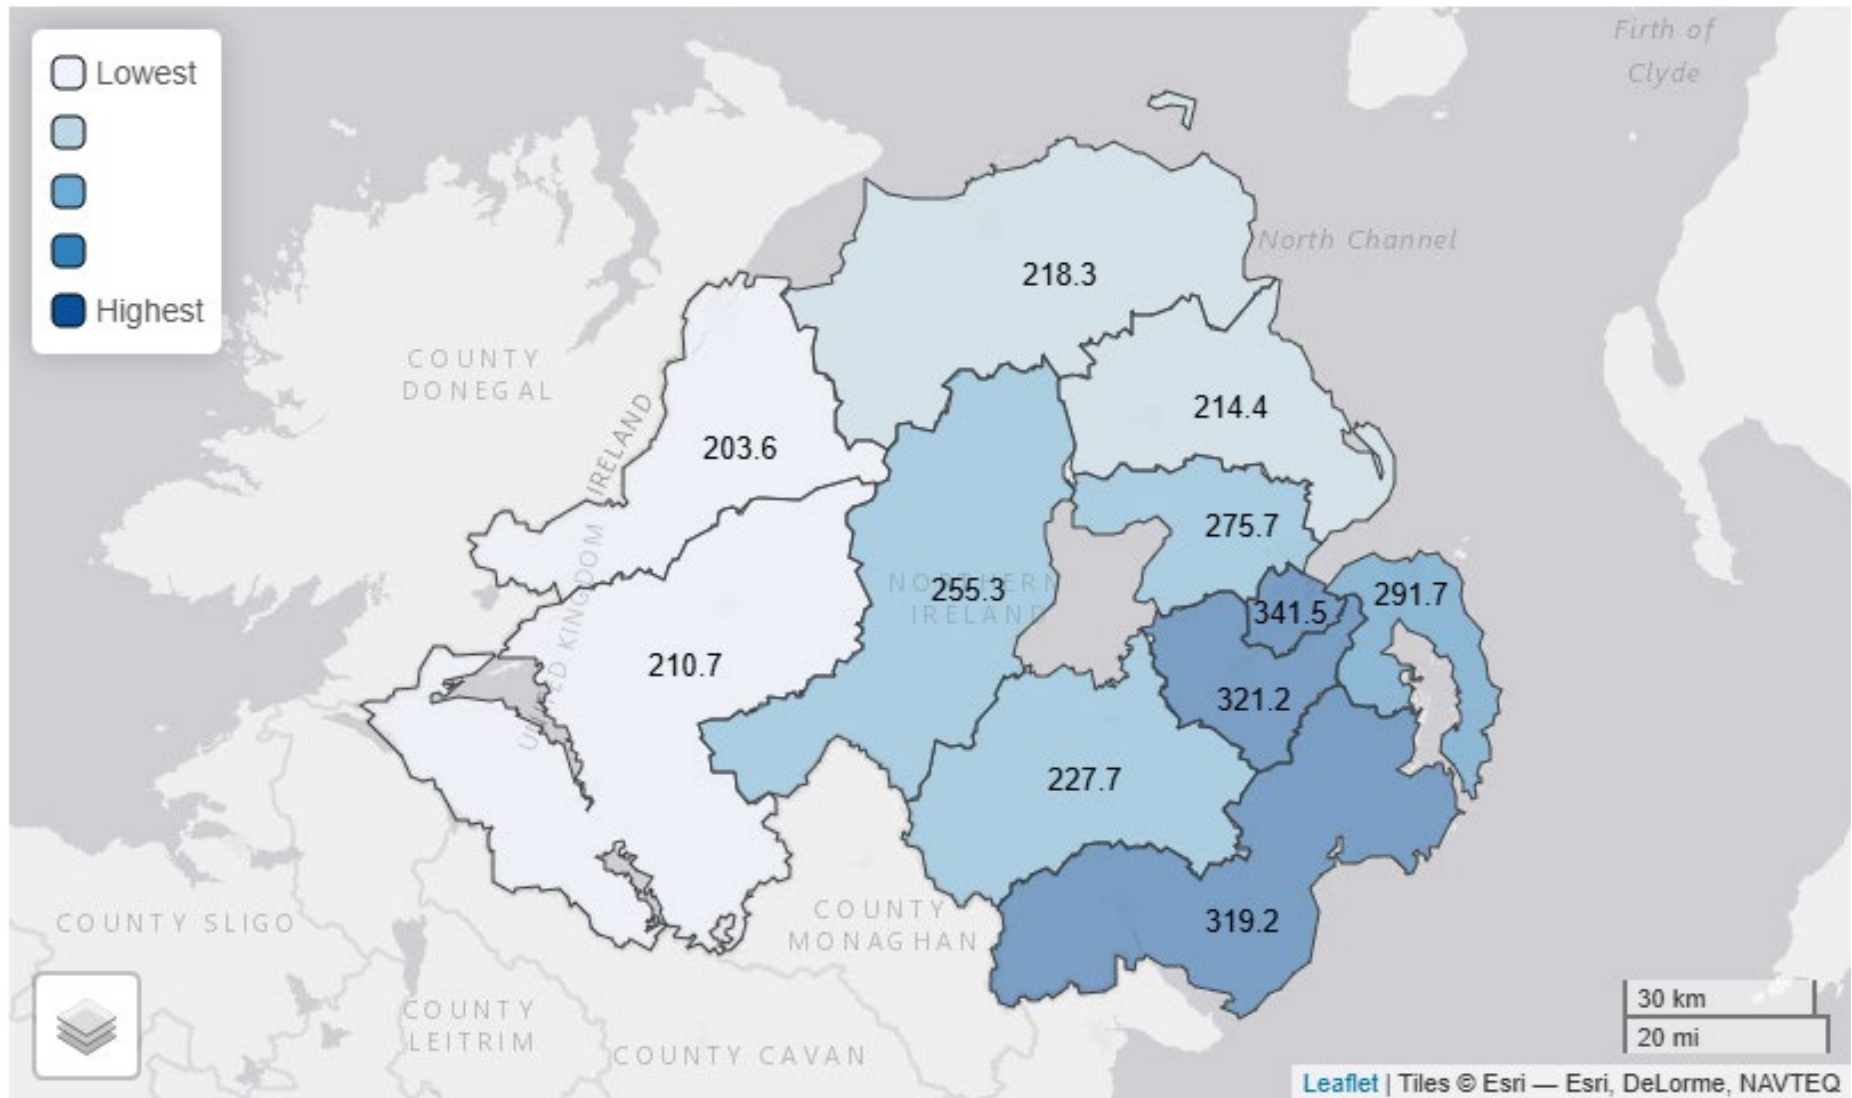 Lowest
Highest
Firth of
Clyde
North Channel
218.3
COUNTY
DONEGAL
IRELAND
214.4
203.6
275.7
UNITED KINGDOM
NORTHERN
IRELAND
255.3
291.7
341.5
210.7
321.2
227.7
COUNTY SLIGO
COUNTY
MONAGHAN
319.2
COUNTY
LEITRIM
COUNTY CAVAN
30 km
20 mi
Leaflet | Tiles © Esri — Esri, DeLorme, NAVTEQ